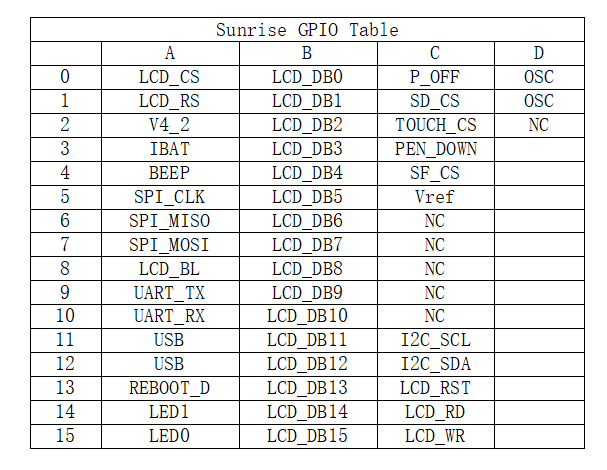 Sunrise GPIO Table
A B C D
0 LCD_CS LCD_DB0 P_OFF OSC
1 LCD_RS LCD_DB1 SD_CS OSC
2 V4_2 LCD_DB2 TOUCH_CS NC
3 IBAT LCD_DB3 PEN_DOWN
4 BEEP LCD_DB4 SF_CS
5 SPI_CLK LCD_DB5 Vref
6 SPI_MISO LCD_DB6 NC
7 SPI_MOSI LCD_DB7 NC
8 LCD_BL LCD_DB8 NC
9 UART_TX LCD_DB9 NC
10 UART_RX LCD_DB10 NC
11 USB LCD_DB11 I2C_SCL
12 USB LCD_DB12 I2C_SDA
13 REBOOT_D LCD_DB13 LCD_RST
14 LED1 LCD_DB14 LCD_RD
15 LED0 LCD_DB15 LCD_WR